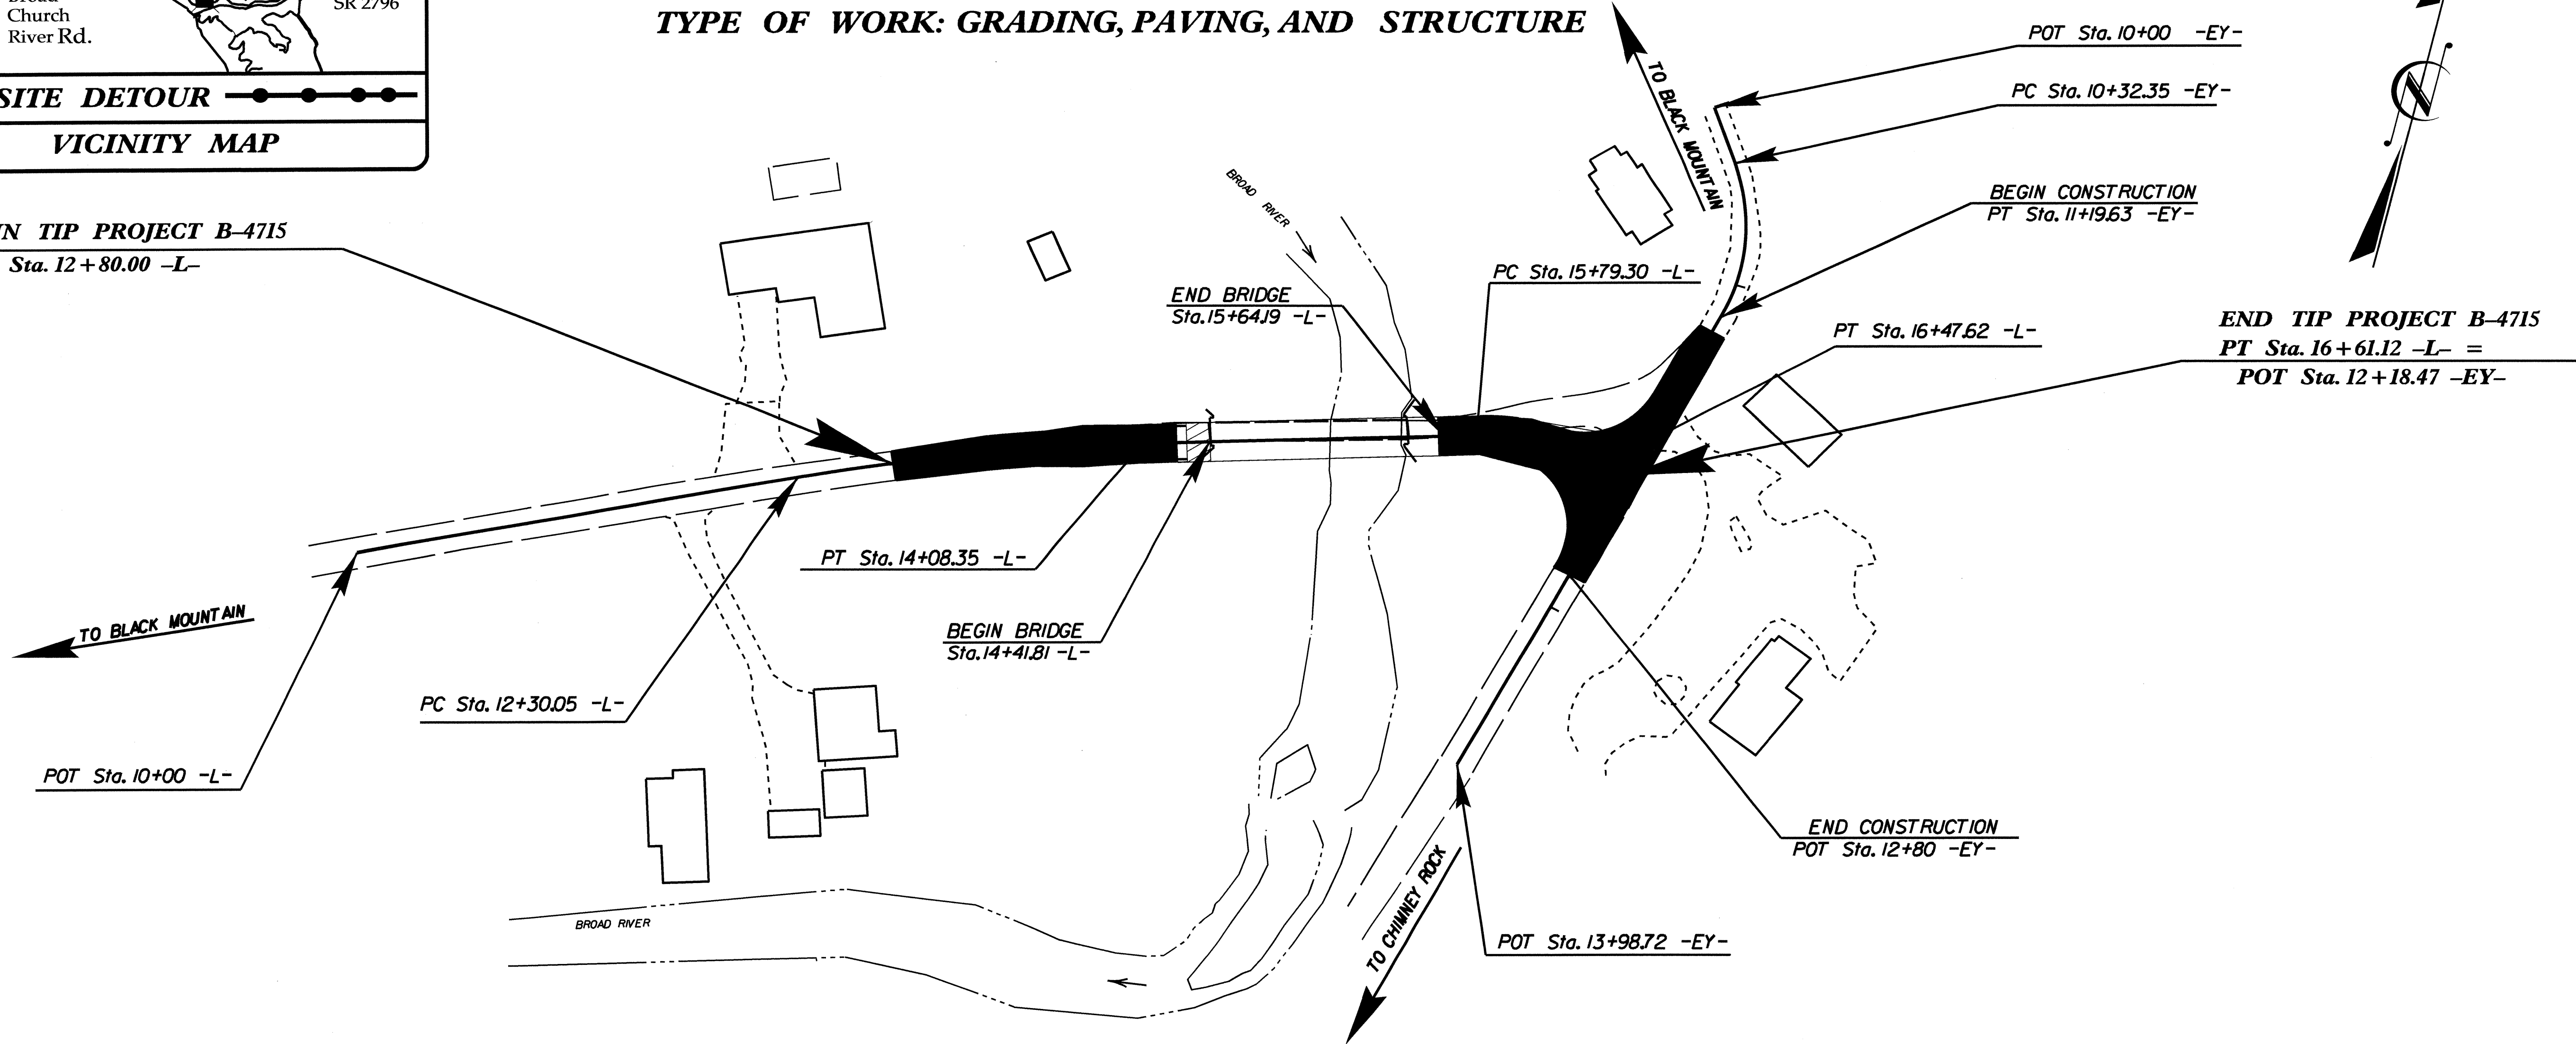 Church
River Rd.
SR 2796
SITE DETOUR
VICINITY MAP
TYPE OF WORK: GRADING, PAVING, AND STRUCTURE
TO BLACK MOUNTAIN
POT Sta. 10+00 -EY-
PC Sta. 10+32.35 -EY-
BEGIN CONSTRUCTION
PT Sta. 11+19.63 -EY-
N
IN TIP PROJECT B-4715
Sta. 12+80.00 -L-
BROAD RIVER
END BRIDGE
Sta. 15+64.19 -L-
PC Sta. 15+79.30 -L-
PT Sta. 16+47.62 -L-
END TIP PROJECT B-4715
PT Sta. 16+61.12 -L- =
POT Sta. 12+18.47 -EY-
PT Sta. 14+08.35 -L-
BEGIN BRIDGE
Sta. 14+41.81 -L-
TO BLACK MOUNTAIN
PC Sta. 12+30.05 -L-
POT Sta. 10+00 -L-
END CONSTRUCTION
POT Sta. 12+80 -EY-
TO CHIMNEY ROCK
POT Sta. 13+98.72 -EY-
BROAD RIVER